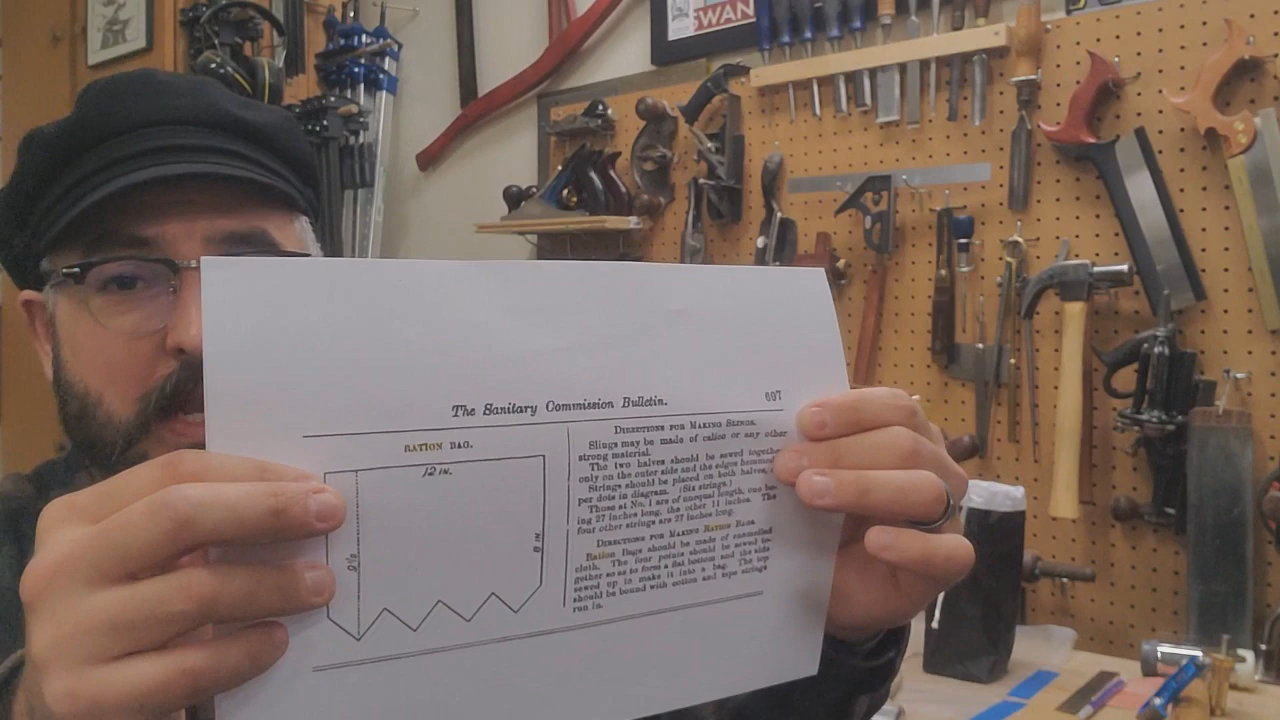 SWAN
The Sanitary Commission Bulletin. 607
RATION BAG.
12 IN.
8 IN.
DIRECTIONS FOR MAKING SLINGS.
Slings may be made of calico or any other
strong material.
The two halves should be sewed together
only on the outer side and the edges hemmed.
Strings should be placed on both halves, as
per dots in diagram. (Six strings.)
Those at No. 1 are of unequal length, one be-
ing 27 inches long, the other 11 inches. The
four other strings are 27 inches long.
DIRECTIONS FOR MAKING RATION BAGS.
Ration Bags should be made of enamelled
cloth. The four points should be sewed to-
gether so as to form a flat bottom and the side
sewed up to make it into a bag. The top
should be bound with cotton and tape strings
run in.